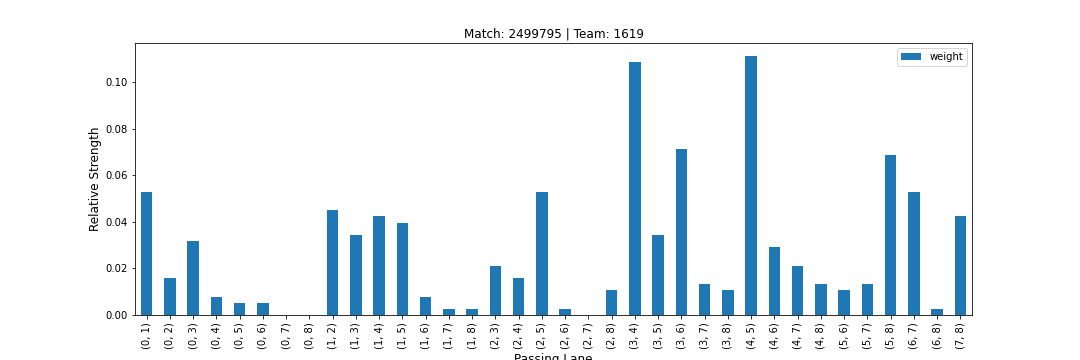 Match: 2499795 | Team: 1619
weight
Relative Strength
0.10
0.08
0.06
0.04
0.02
0.00
(0, 1) (0, 2) (0, 3) (0, 4) (0, 5) (0, 6) (0, 7) (0, 8) (1, 2) (1, 3) (1, 4) (1, 5) (1, 6) (1, 7) (1, 8) (2, 3) (2, 4) (2, 5) (2, 6) (2, 7) (2, 8) (3, 4) (3, 5) (3, 6) (3, 7) (3, 8) (4, 5) (4, 6) (4, 7) (4, 8) (5, 6) (5, 7) (5, 8) (6, 7) (6, 8) (7, 8)
Passing Lane